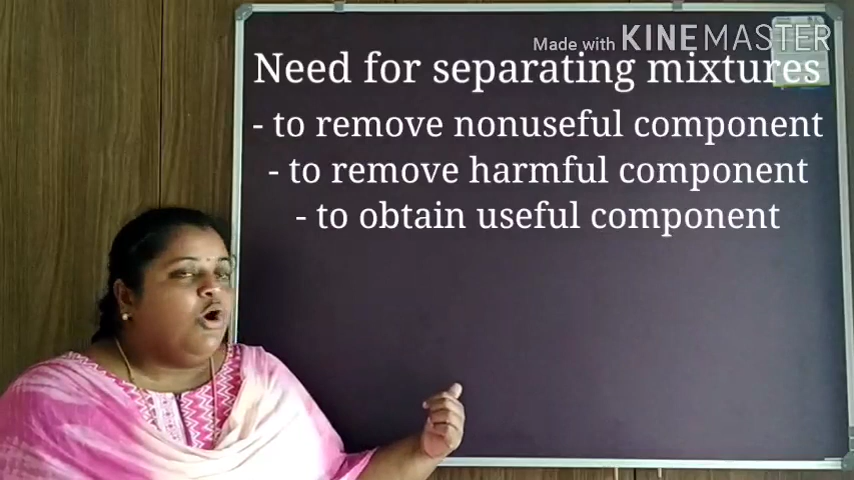 Made with KINEMASTER
Need for separating mixtures
- to remove nonuseful component
- to remove harmful component
- to obtain useful component